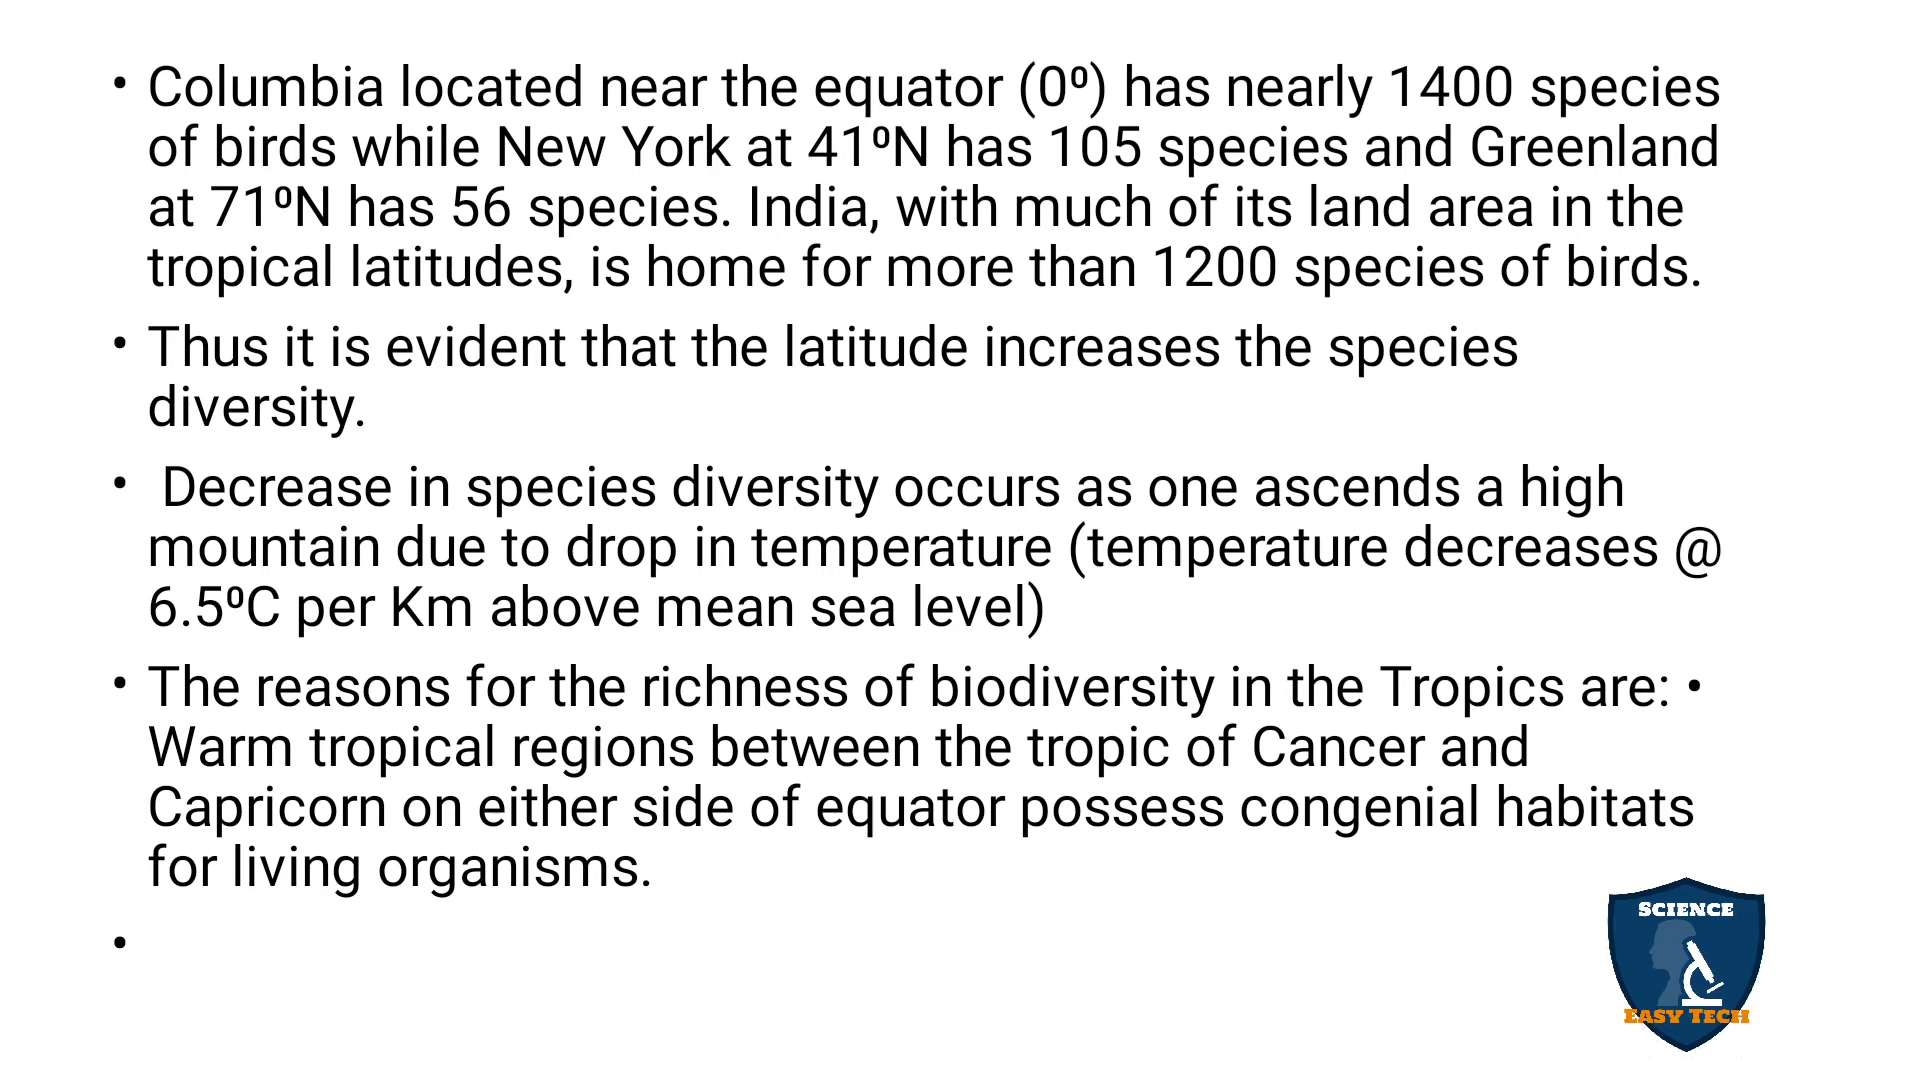 • Columbia located near the equator (0⁰) has nearly 1400 species
of birds while New York at 41⁰N has 105 species and Greenland
at 71⁰N has 56 species. India, with much of its land area in the
tropical latitudes, is home for more than 1200 species of birds.
• Thus it is evident that the latitude increases the species
diversity.
• Decrease in species diversity occurs as one ascends a high
mountain due to drop in temperature (temperature decreases @
6.5⁰C per Km above mean sea level)
• The reasons for the richness of biodiversity in the Tropics are: •
Warm tropical regions between the tropic of Cancer and
Capricorn on either side of equator possess congenial habitats
for living organisms.
•
SCIENCE
EASY TECH